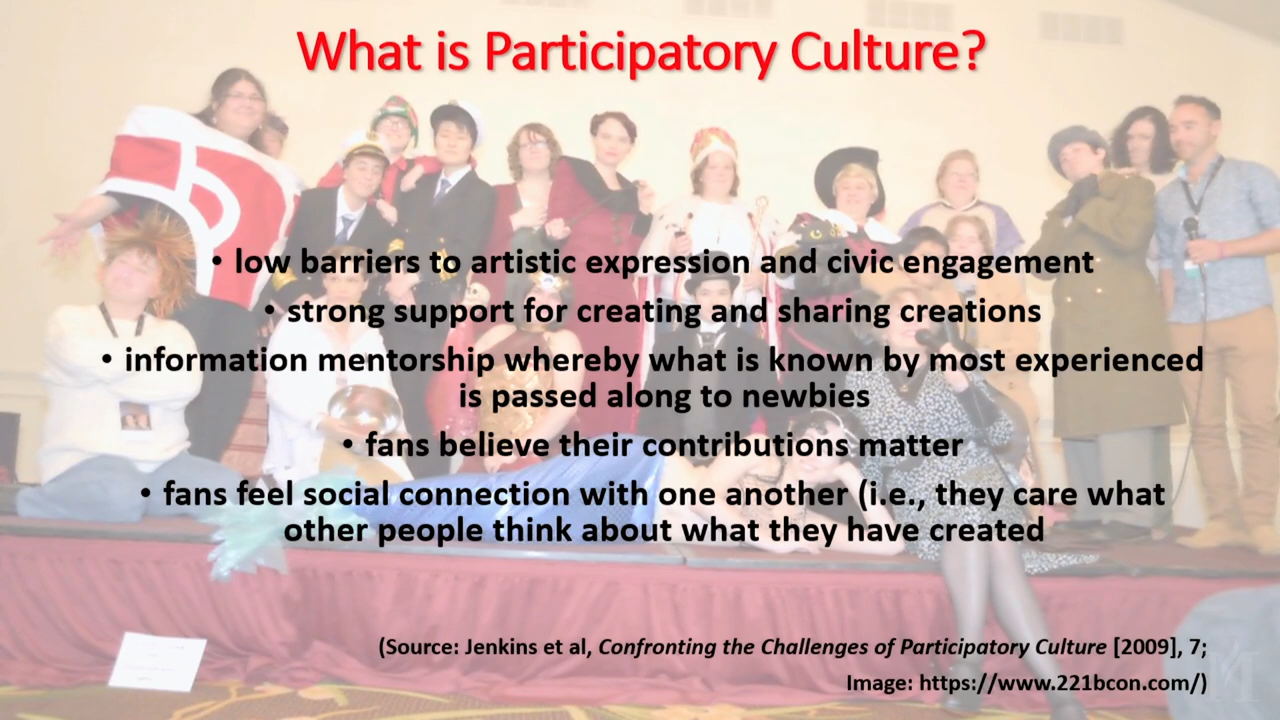 What is Participatory Culture?
• low barriers to artistic expression and civic engagement
• strong support for creating and sharing creations
• information mentorship whereby what is known by most experienced
is passed along to newbies
• fans believe their contributions matter
• fans feel social connection with one another (i.e., they care what
other people think about what they have created
(Source: Jenkins et al, Confronting the Challenges of Participatory Culture [2009], 7;
Image: https://www.221bcon.com/)